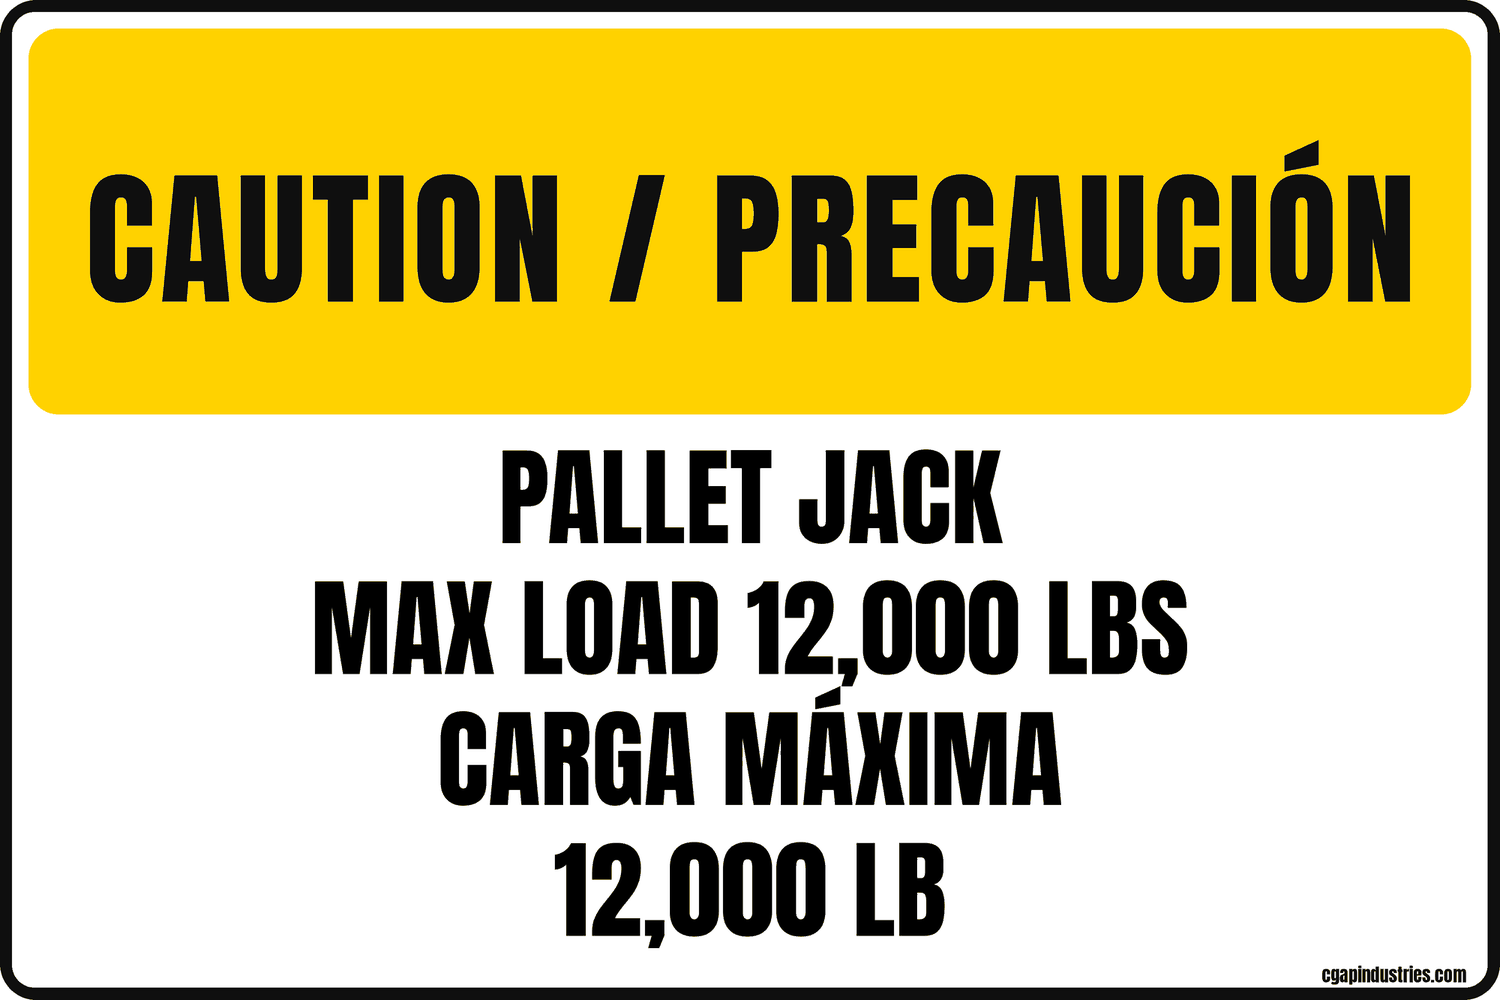 CAUTION / PRECAUCIÓN
PALLET JACK
MAX LOAD 12,000 LBS
CARGA MÁXIMA
12,000 LB
cgapindustries.com